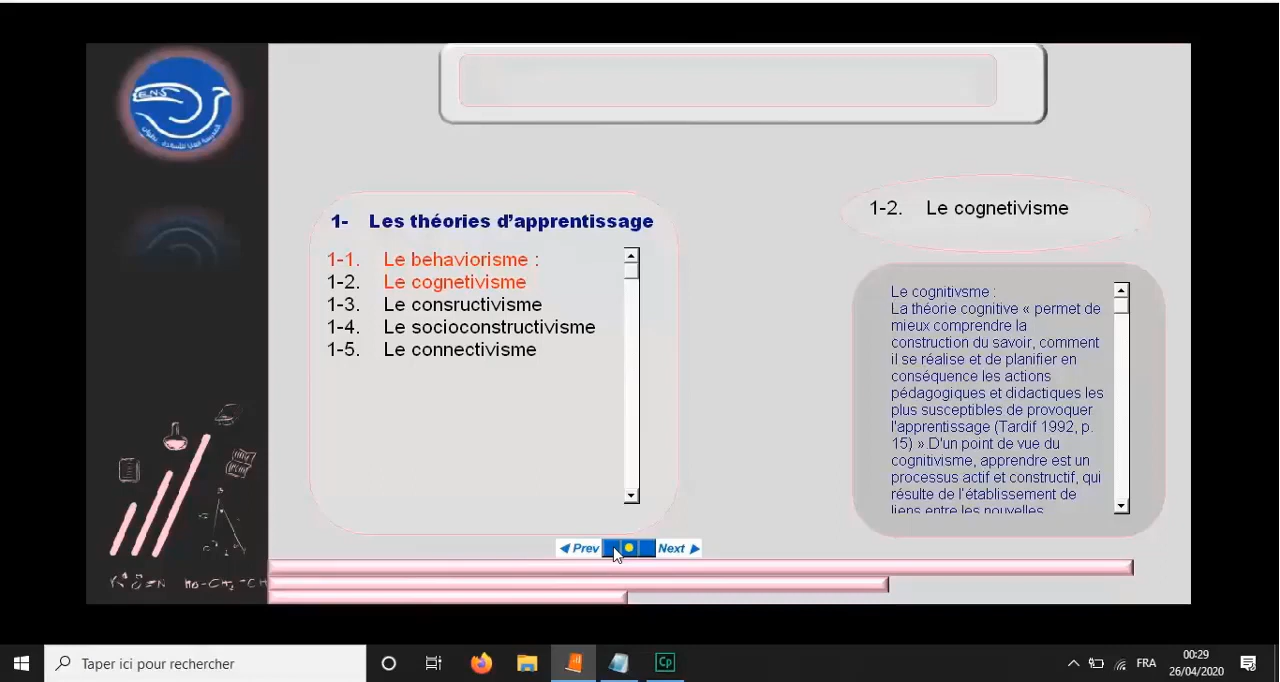 E.N.S
1- Les théories d’apprentissage
1-1. Le behaviorisme :
1-2. Le cognetivisme
1-3. Le consructivisme
1-4. Le socioconstructivisme
1-5. Le connectivisme
1-2. Le cognetivisme
Le cognitivsme :
La théorie cognitive « permet de
mieux comprendre la
construction du savoir, comment
il se réalise et de planifier en
conséquence les actions
pédagogiques et didactiques les
plus susceptibles de provoquer
l'apprentissage (Tardif 1992, p.
15) » D'un point de vue du
cognitivisme, apprendre est un
processus actif et constructif, qui
résulte de l'établissement de
liens entre les nouvelles
Prev
Next
Taper ici pour rechercher
Cp
FRA
00:29
26/04/2020